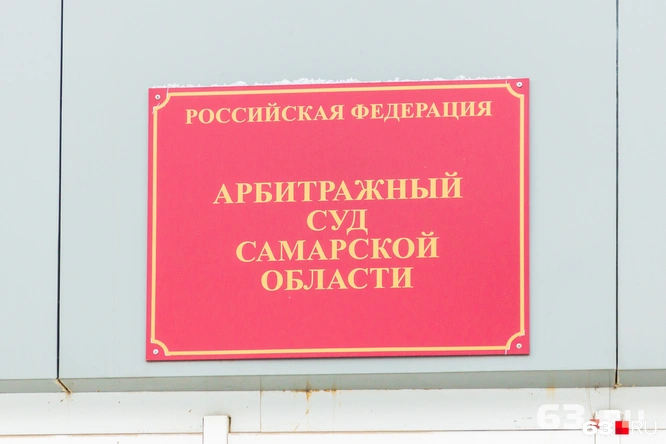 РОССИЙСКАЯ ФЕДЕРАЦИЯ
АРБИТРАЖНЫЙ
СУД
САМАРСКОЙ
ОБЛАСТИ
63.RU